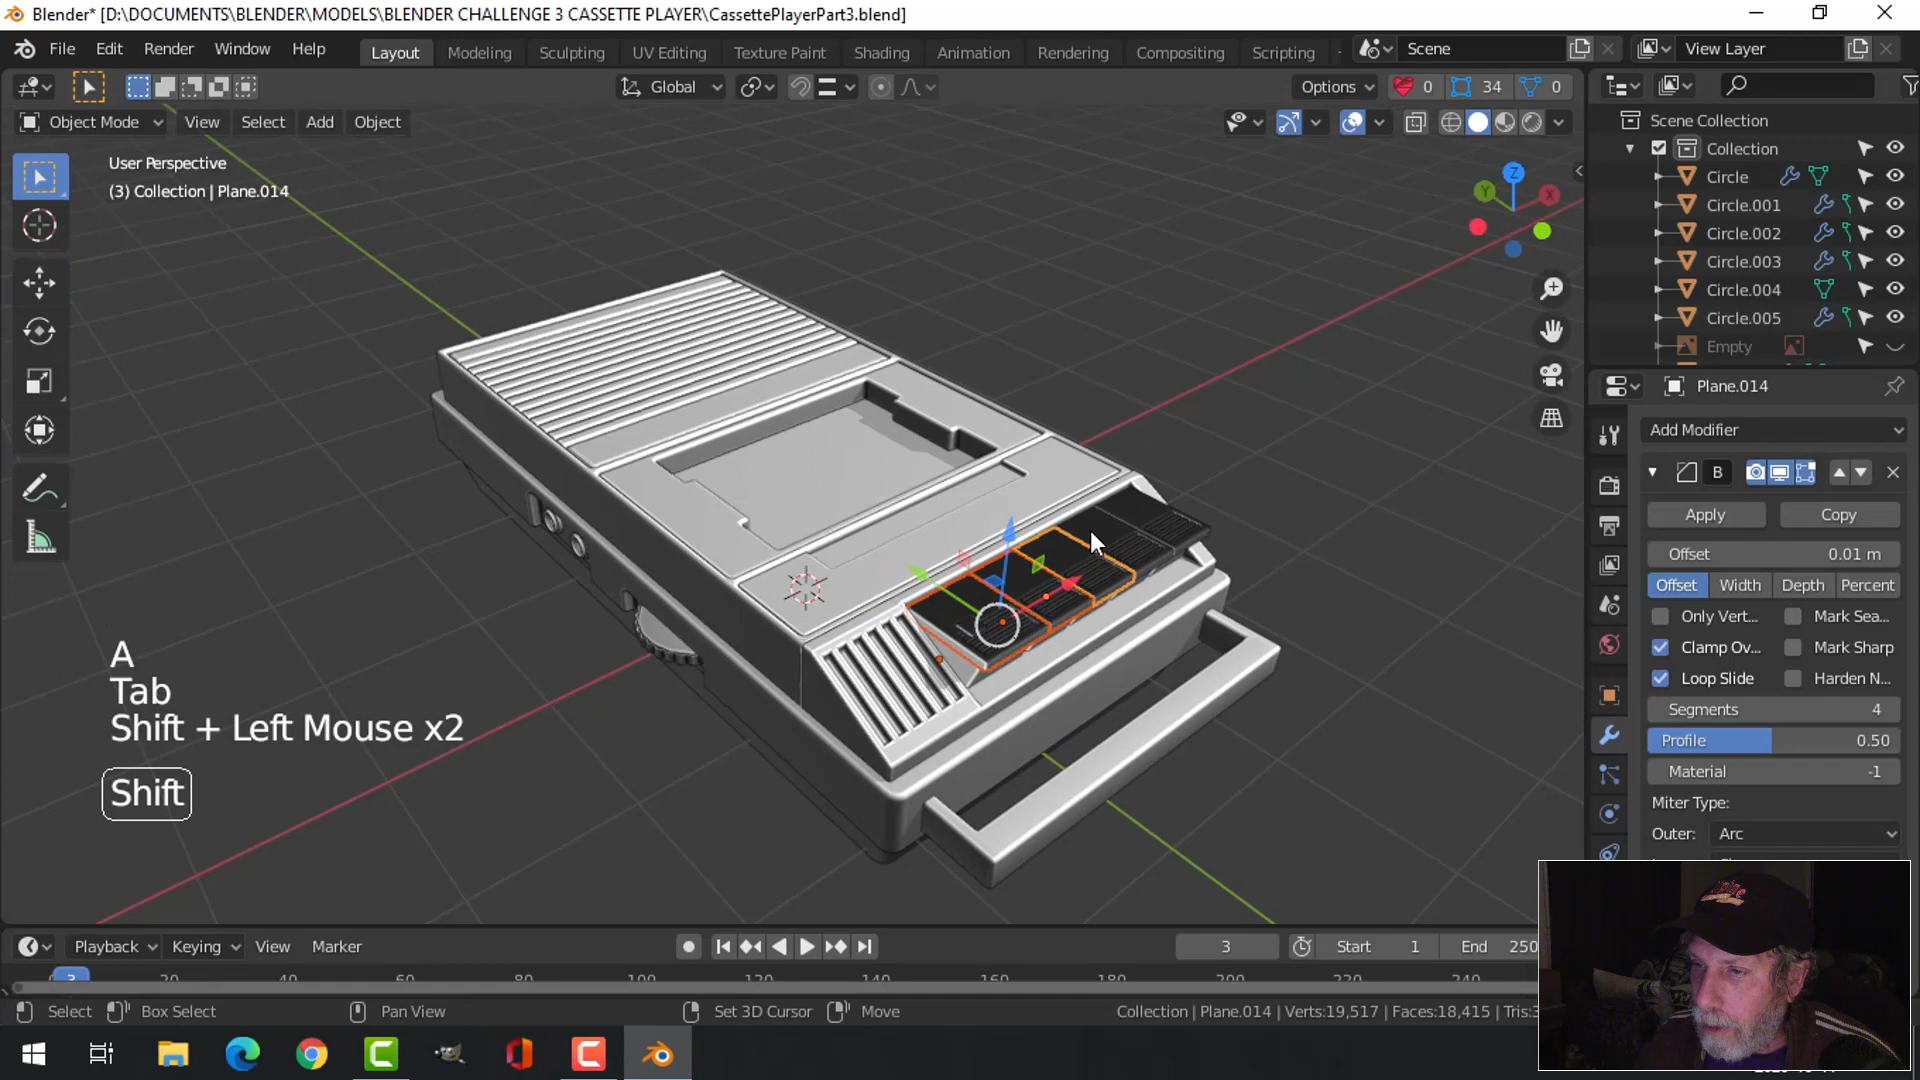 Blender* [D:\DOCUMENTS\BLENDER\MODELS\BLENDER CHALLENGE 3 CASSETTE PLAYER\CassettePlayerPart3.blend]
File Edit Render Window Help
Layout Modeling Sculpting UV Editing Texture Paint Shading Animation Rendering Compositing Scripting
Scene View Layer
Global Options 0 34 0
Object Mode View Select Add Object
User Perspective
(3) Collection | Plane.014
Z
Y
X
Scene Collection
Collection
Circle
Circle.001
Circle.002
Circle.003
Circle.004
Circle.005
Empty
Plane.014
Add Modifier
B
Apply Copy
Offset 0.01 m
Offset Width Depth Percent
Only Vert... Mark Sea...
Clamp Ov... Mark Sharp
Loop Slide Harden N...
Segments 4
Profile 0.50
Material -1
Miter Type:
Outer: Arc
A
Tab
Shift + Left Mouse x2
Shift
Playback Keying View Marker
3 Start 1 End 250
3 20 40 60 80 100 120 140 160 180 200 220 240
Select Box Select Pan View Set 3D Cursor Move Collection | Plane.014 | Verts:19,517 | Faces:18,415 | Tris:3